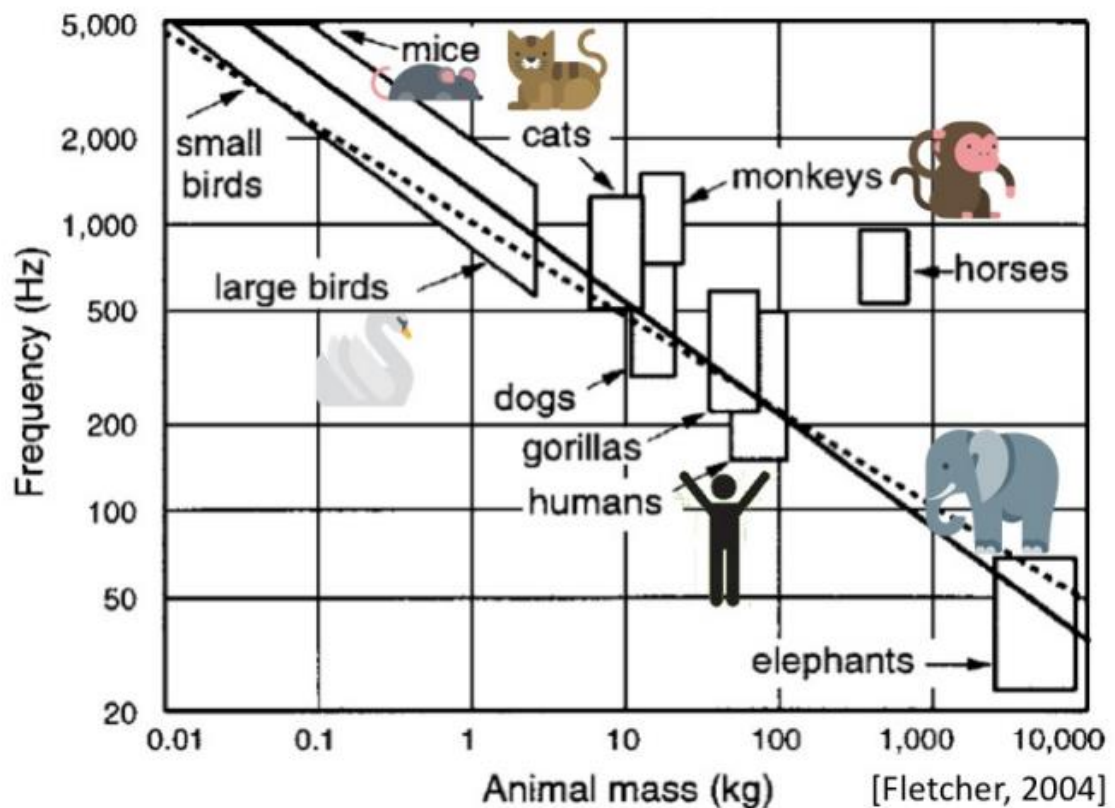 5,000
mice
2,000
small
birds
cats
monkeys
1,000
large birds
horses
500
dogs
200
gorillas
humans
100
50
elephants
20
Frequency (Hz)
0.01
0.1
1
10
100
1,000
10,000
Animal mass (kg)
[Fletcher, 2004]